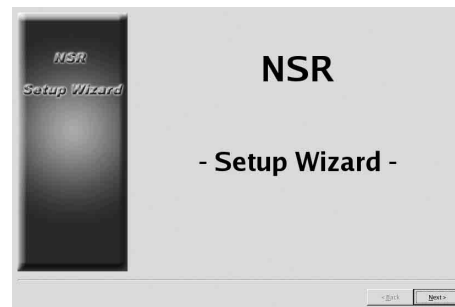 NSR
Setup Wizard
NSR
- Setup Wizard -
< Back
Next >